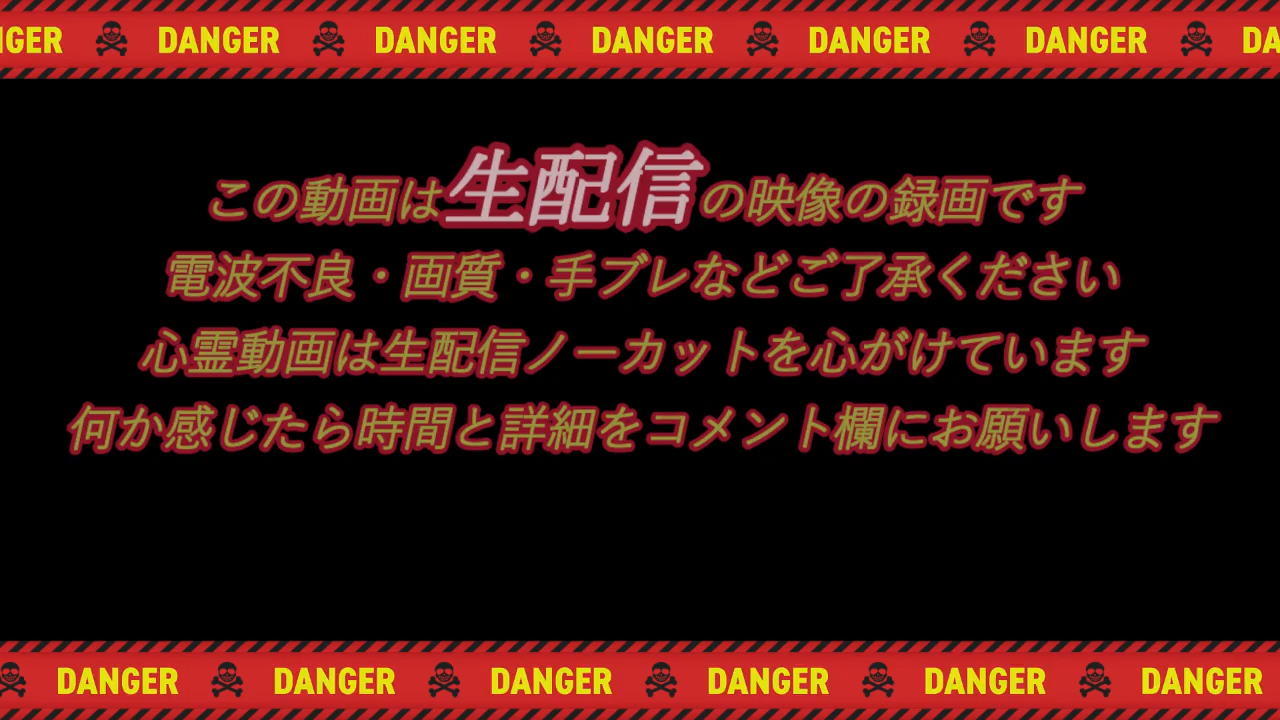 NGER DANGER DANGER DANGER DANGER DANGER DA
この動画は生配信の映像の録画です
電波不良・画質・手ブレなどご了承ください
心霊動画は生配信ノーカットを心がけています
何か感じたら時間と詳細をコメント欄にお願いします
DANGER DANGER DANGER DANGER DANGER DANGER